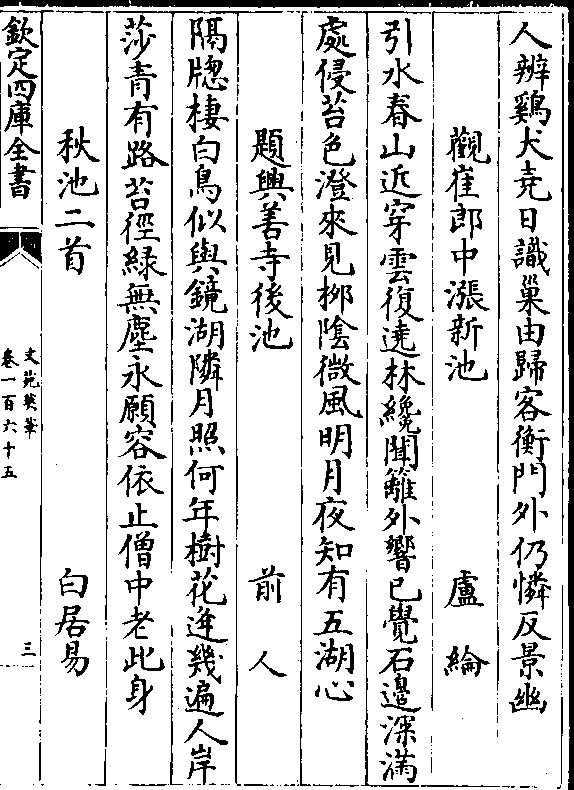 人辨鷄犬堯日識巢由歸客衡門外仍憐反景幽
觀崔郎中漲新池 盧綸
引水春山近穿雲復遶林纔聞籬外響已覺石邊深滿
處侵苔色澄來見栁陰微風明月夜知有五湖心
題興善寺後池 前人
隔牕棲白鳥似與鏡湖隣月照何年樹花逢幾遍人岸
莎青有路苔徑緑無塵永願容依止僧中老此身
秋池二首 白居易
欽定四庫全書
文苑英華
卷一百六十五
三